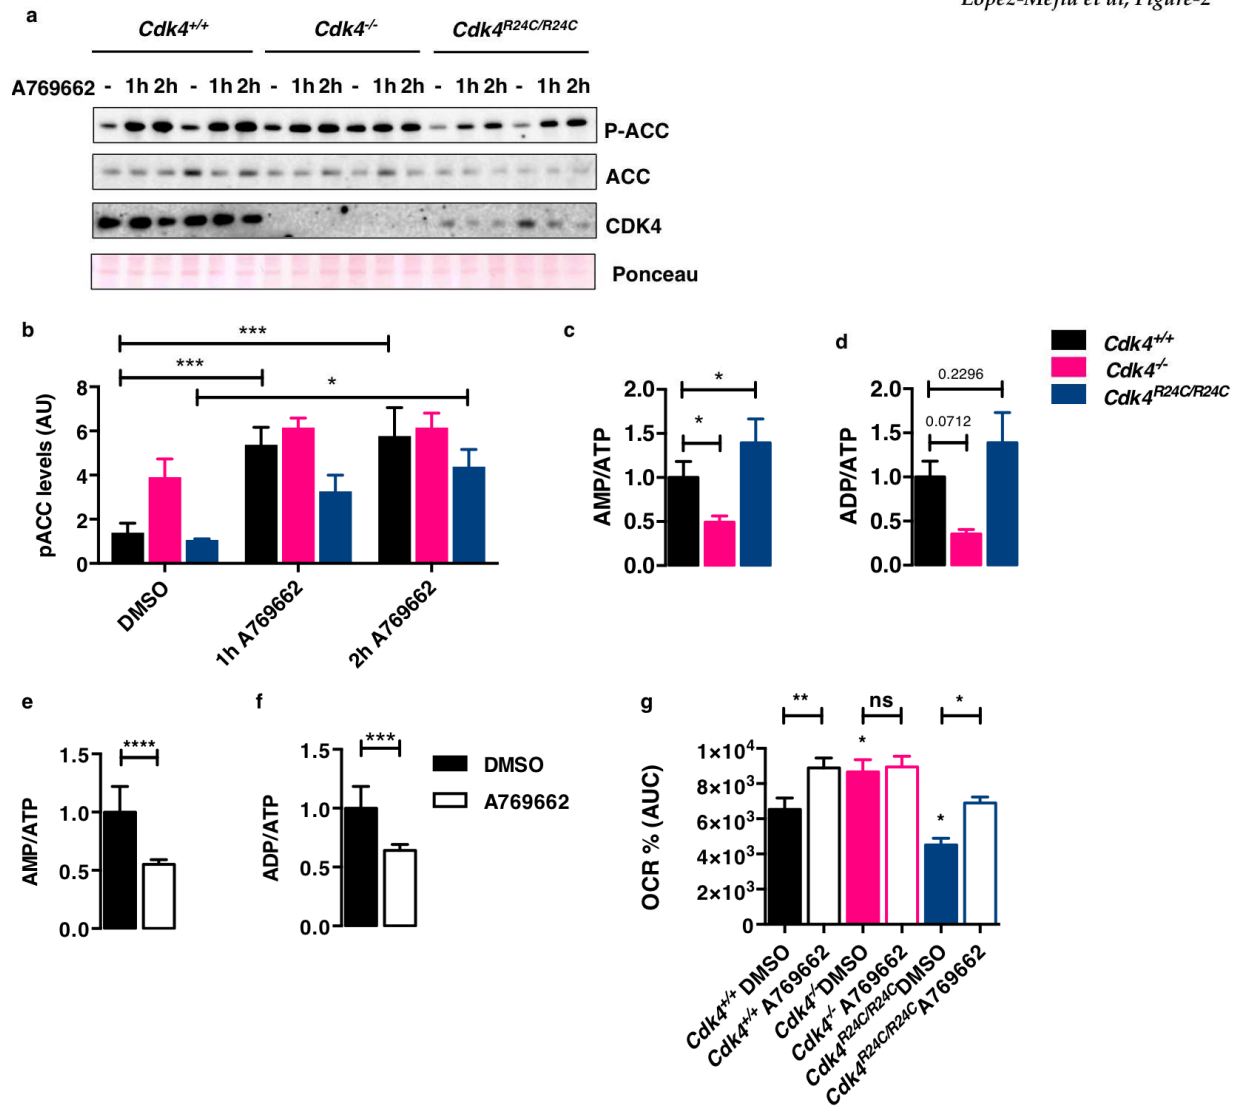 Lopez-Mejia et al, Figure-2
a
Cdk4+/+ Cdk4-/- Cdk4R24C/R24C
A769662 - 1h 2h - 1h 2h - 1h 2h - 1h 2h - 1h 2h - 1h 2h
P-ACC
ACC
CDK4
Ponceau
b
***
***
*
pACC levels (AU)
8
6
4
2
0
DMSO
1h A769662
2h A769662
c
*
*
AMP/ATP
2.0
1.5
1.0
0.5
0.0
d
0.2296
0.0712
ADP/ATP
2.0
1.5
1.0
0.5
0.0
Cdk4+/+
Cdk4-/-
Cdk4R24C/R24C
e
****
AMP/ATP
1.5
1.0
0.5
0.0
f
***
ADP/ATP
1.5
1.0
0.5
0.0
DMSO
A769662
g
** ns *
*
*
OCR % (AUC)
1×10⁴
8×10³
6×10³
4×10³
2×10³
0
Cdk4+/+ DMSO
Cdk4+/+ A769662
Cdk4-/-DMSO
Cdk4-/- A769662
Cdk4R24C/R24CDMSO
Cdk4R24C/R24CA769662